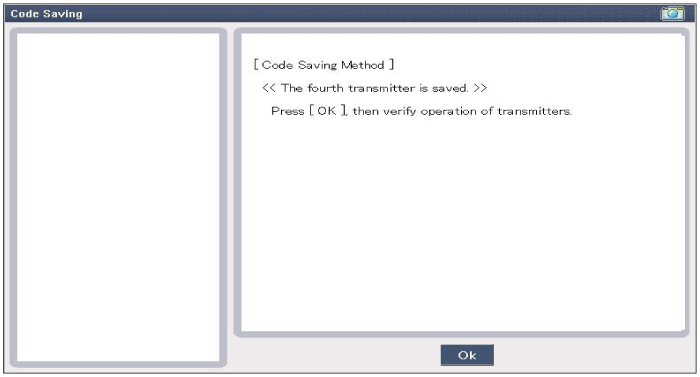 Code Saving
[ Code Saving Method ]
<< The fourth transmitter is saved. >>
Press [ OK ], then verify operation of transmitters.
Ok